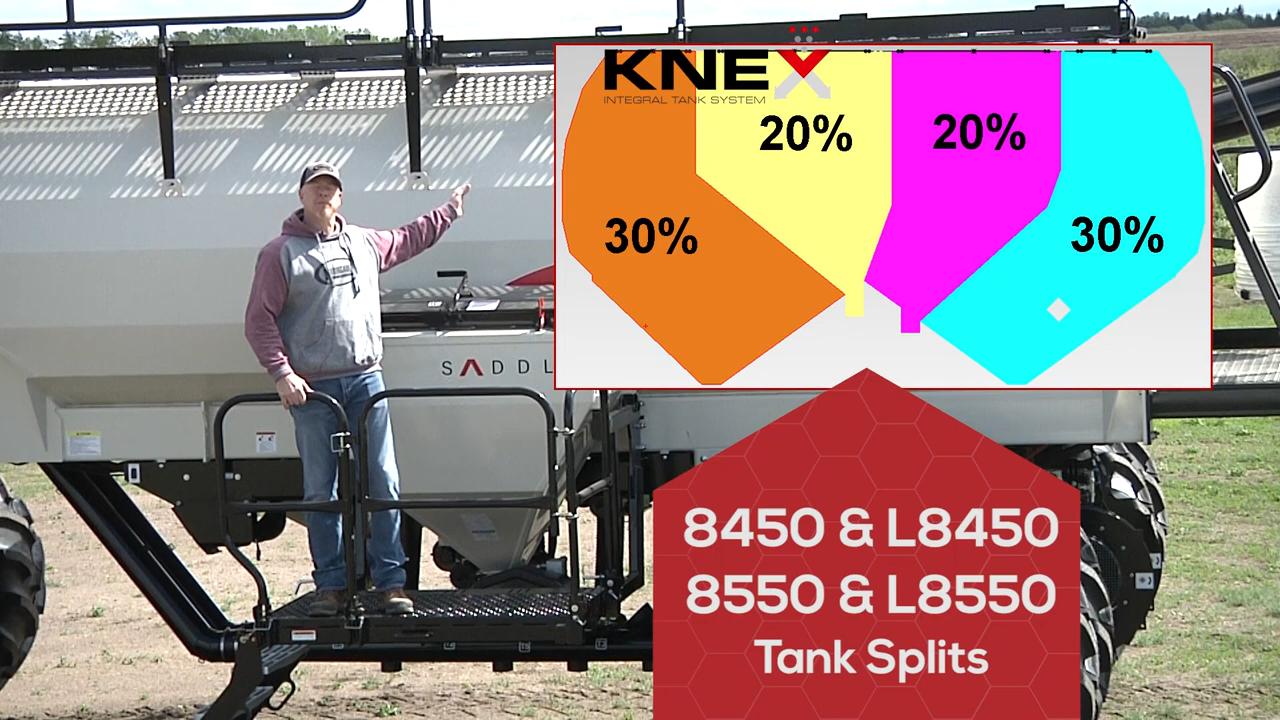 KNEX
INTEGRAL TANK SYSTEM
20%
20%
30%
30%
SADDL
8450 & L8450
8550 & L8550
Tank Splits